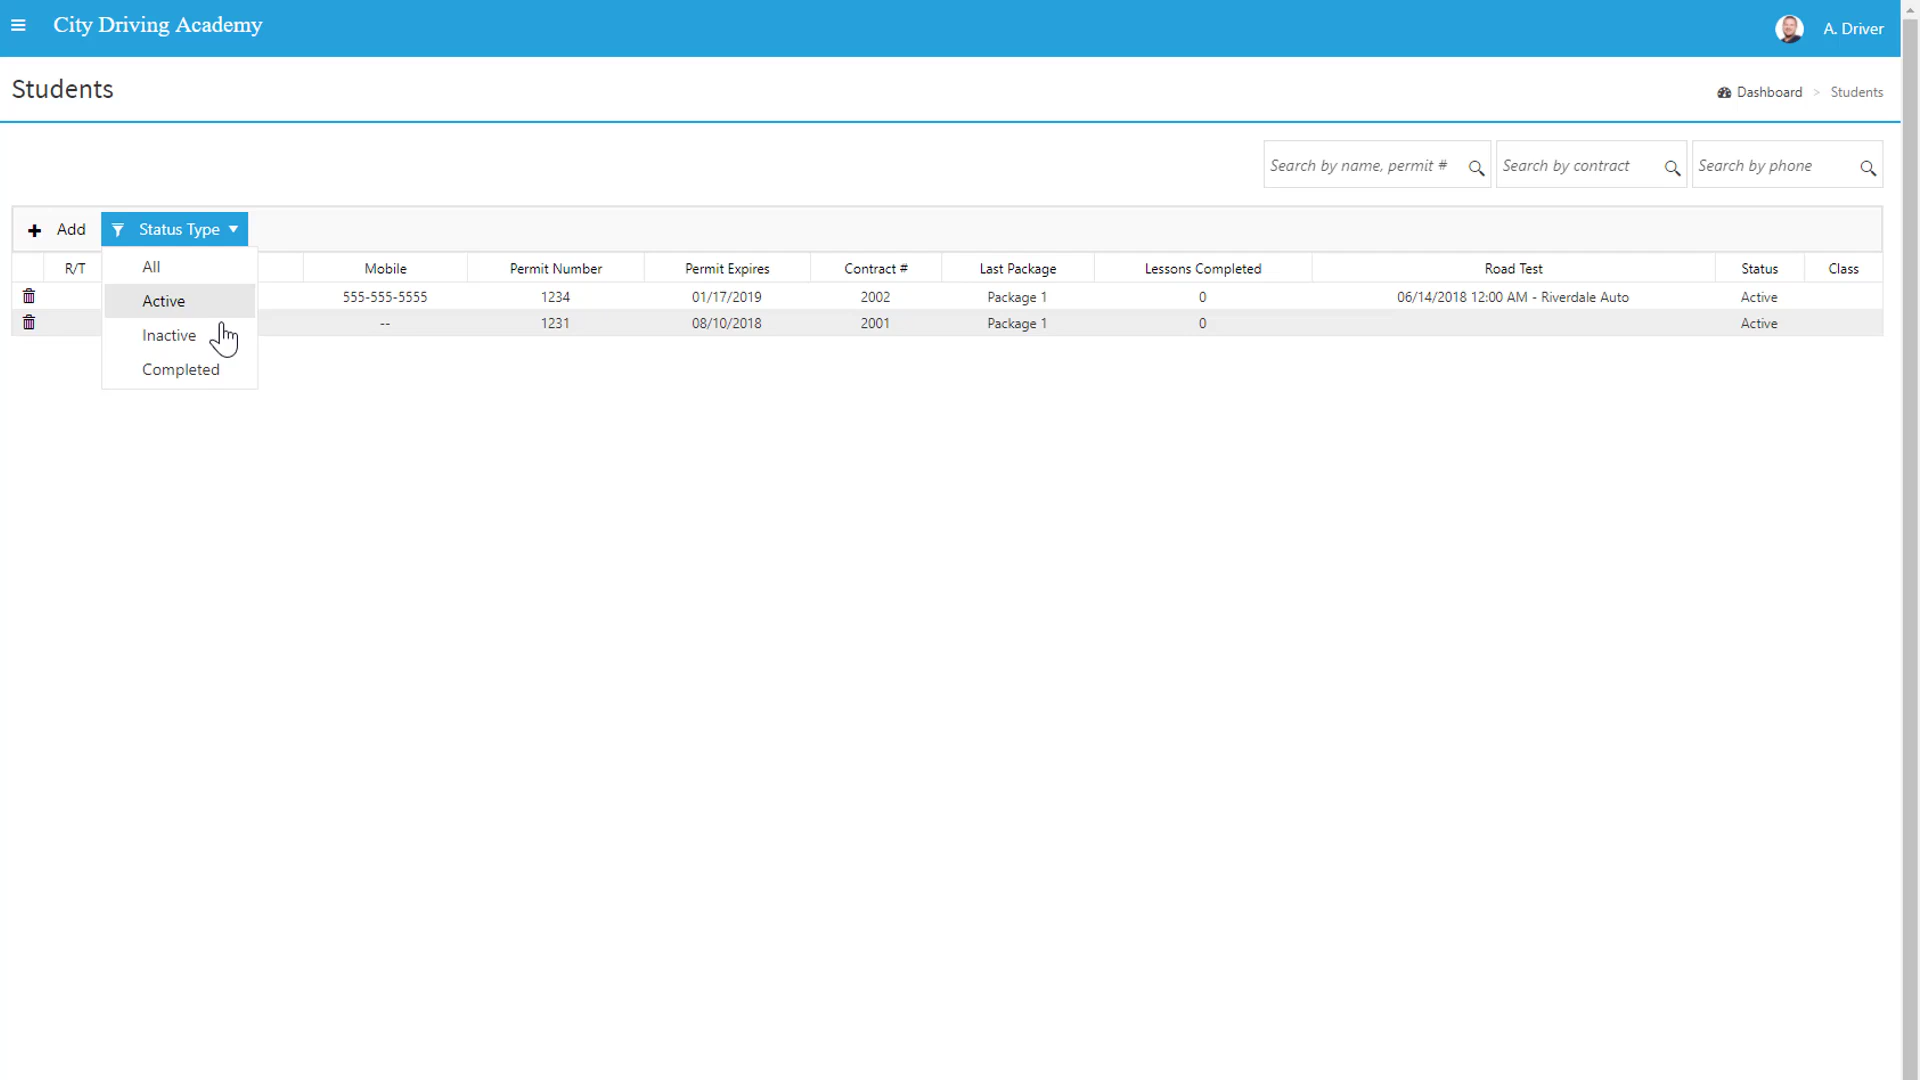 City Driving Academy
A. Driver
Students
Dashboard > Students
Search by name, permit # Search by contract Search by phone
Add Status Type
R/T Mobile Permit Number Permit Expires Contract # Last Package Lessons Completed Road Test Status Class
555-555-5555 1234 01/17/2019 2002 Package 1 0 06/14/2018 12:00 AM - Riverdale Auto Active
-- 1231 08/10/2018 2001 Package 1 0 Active
All
Active
Inactive
Completed